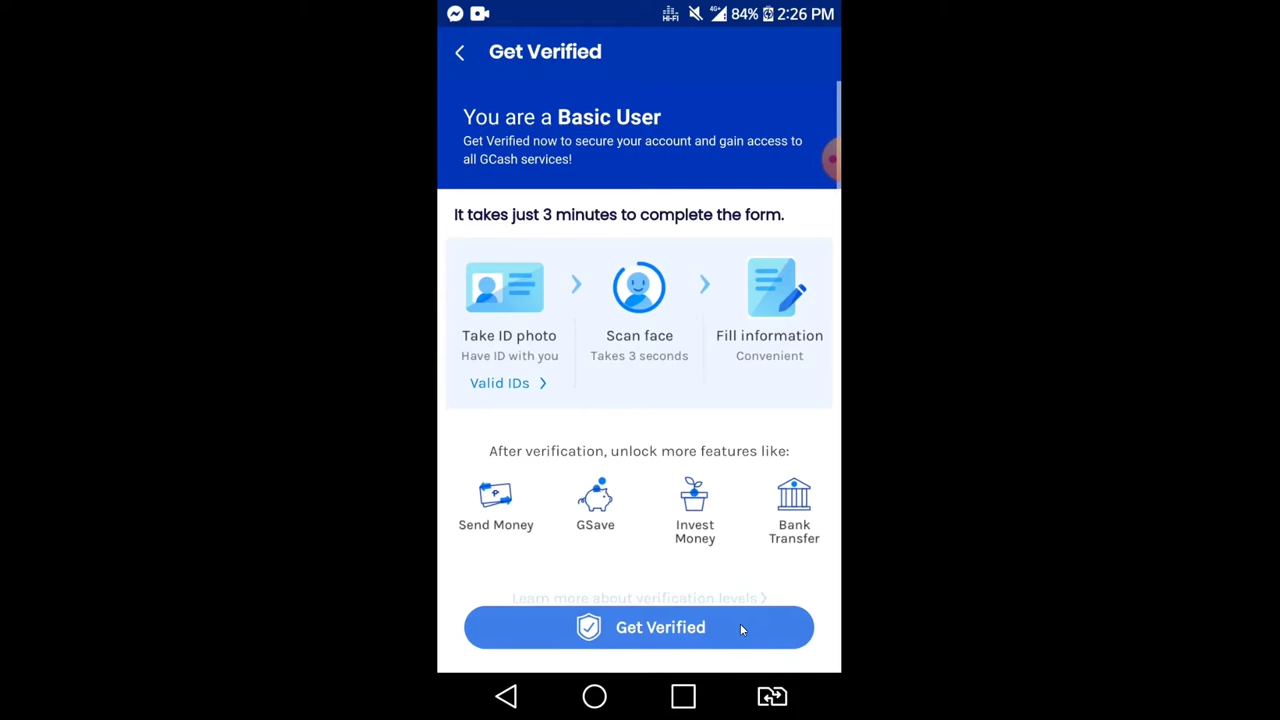 HI-FI 4G+ 84% 2:26 PM
Get Verified
You are a Basic User
Get Verified now to secure your account and gain access to
all GCash services!
It takes just 3 minutes to complete the form.
Take ID photo
Have ID with you
Valid IDs
Scan face
Takes 3 seconds
Fill information
Convenient
After verification, unlock more features like:
Send Money
GSave
Invest
Money
Bank
Transfer
Learn more about verification levels
Get Verified